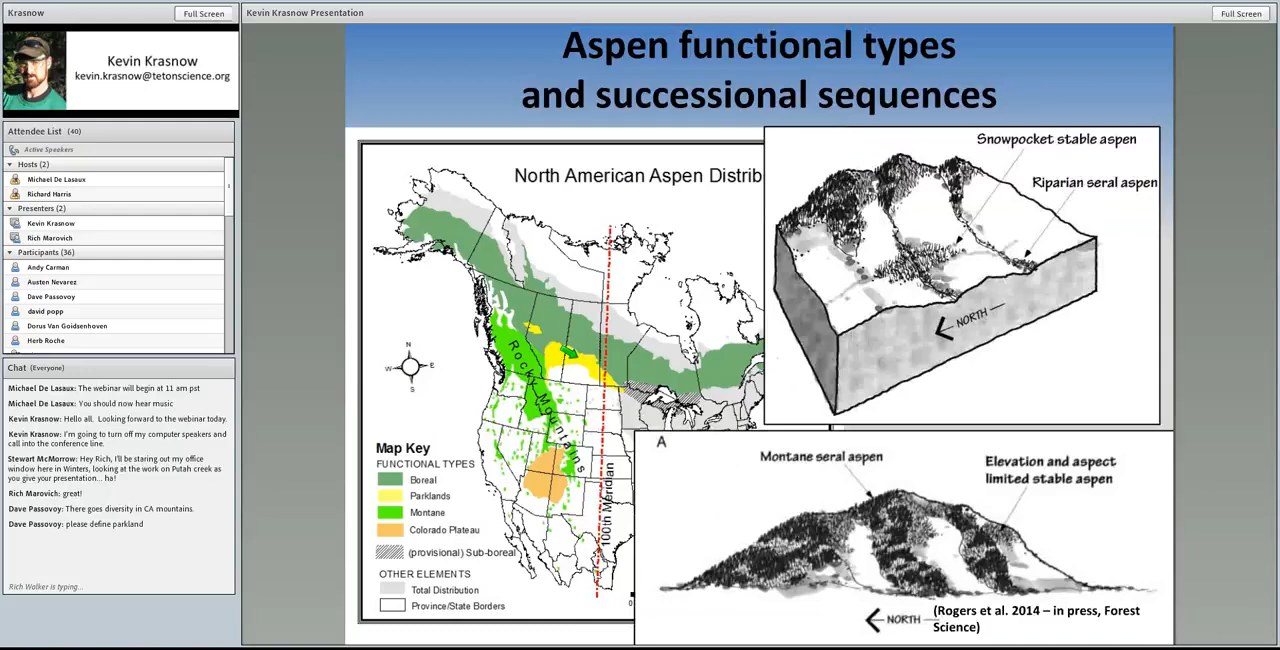 Krasnow
Full Screen
Kevin Krasnow
kevin.krasnow@tetonscience.org
Attendee List (40)
Active Speakers
Hosts (2)
Michael De Lasaux
Richard Harris
Presenters (2)
Kevin Krasnow
Rich Marovich
Participants (36)
Andy Carman
Austen Nevarez
Dave Passovoy
david popp
Dorus Van Goidsenhoven
Herb Roche
Chat (Everyone)
Michael De Lasaux: The webinar will begin at 11 am pst
Michael De Lasaux: You should now hear music
Kevin Krasnow: Hello all. Looking forward to the webinar today.
Kevin Krasnow: I'm going to turn off my computer speakers and
call into the conference line.
Stewart McMorrow: Hey Rich, I'll be staring out my office
window here in Winters, looking at the work on Putah creek as
you give your presentation... ha!
Rich Marovich: great!
Dave Passovoy: There goes diversity in CA mountains.
Dave Passovoy: please define parkland
Rich Walker is typing...
Kevin Krasnow Presentation
Full Screen
Aspen functional types
and successional sequences
North American Aspen Distrib
Rocky Mountains
100th Meridian
N
W
E
S
Map Key
FUNCTIONAL TYPES
Boreal
Parklands
Montane
Colorado Plateau
(provisional) Sub-boreal
OTHER ELEMENTS
Total Distribution
Province/State Borders
0
Snowpocket stable aspen
Riparian seral aspen
NORTH
A
Montane seral aspen
Elevation and aspect
limited stable aspen
NORTH
(Rogers et al. 2014 – in press, Forest
Science)